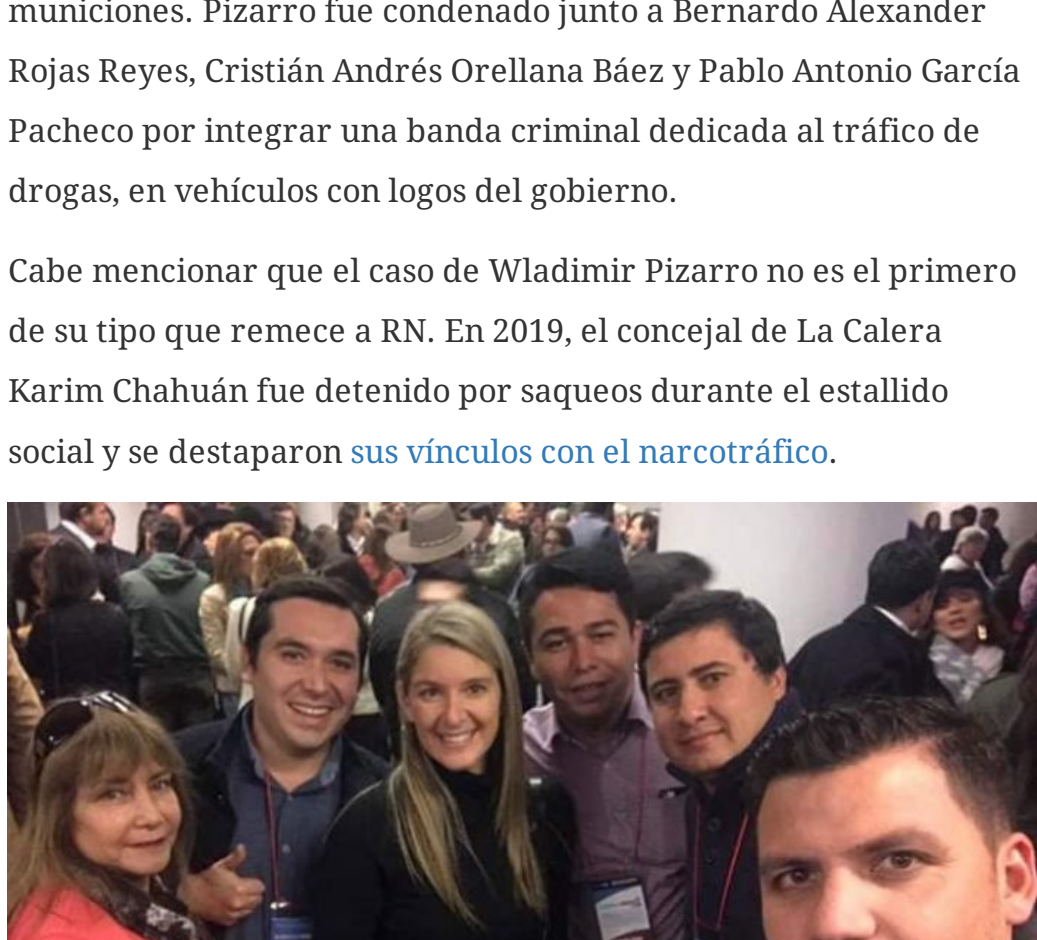 municiones. Pizarro fue condenado junto a Bernardo Alexander
Rojas Reyes, Cristián Andrés Orellana Báez y Pablo Antonio García
Pacheco por integrar una banda criminal dedicada al tráfico de
drogas, en vehículos con logos del gobierno.
Cabe mencionar que el caso de Wladimir Pizarro no es el primero
de su tipo que remece a RN. En 2019, el concejal de La Calera
Karim Chahuán fue detenido por saqueos durante el estallido
social y se destaparon sus vínculos con el narcotráfico.